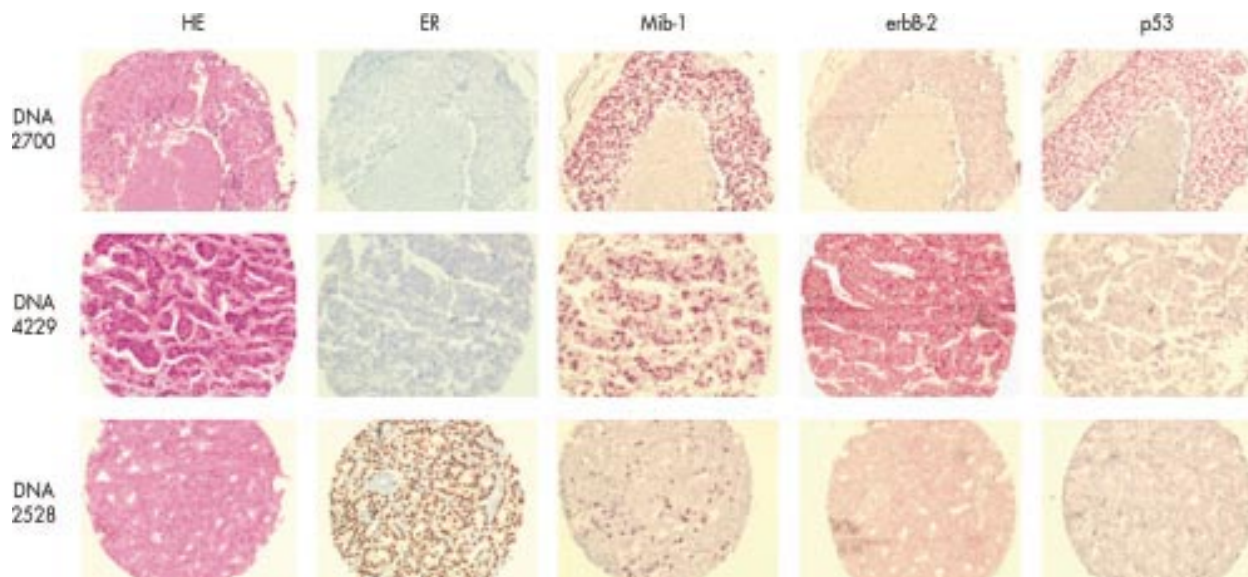 HE ER Mib-1 erbB-2 p53
DNA
2700
DNA
4229
DNA
2528